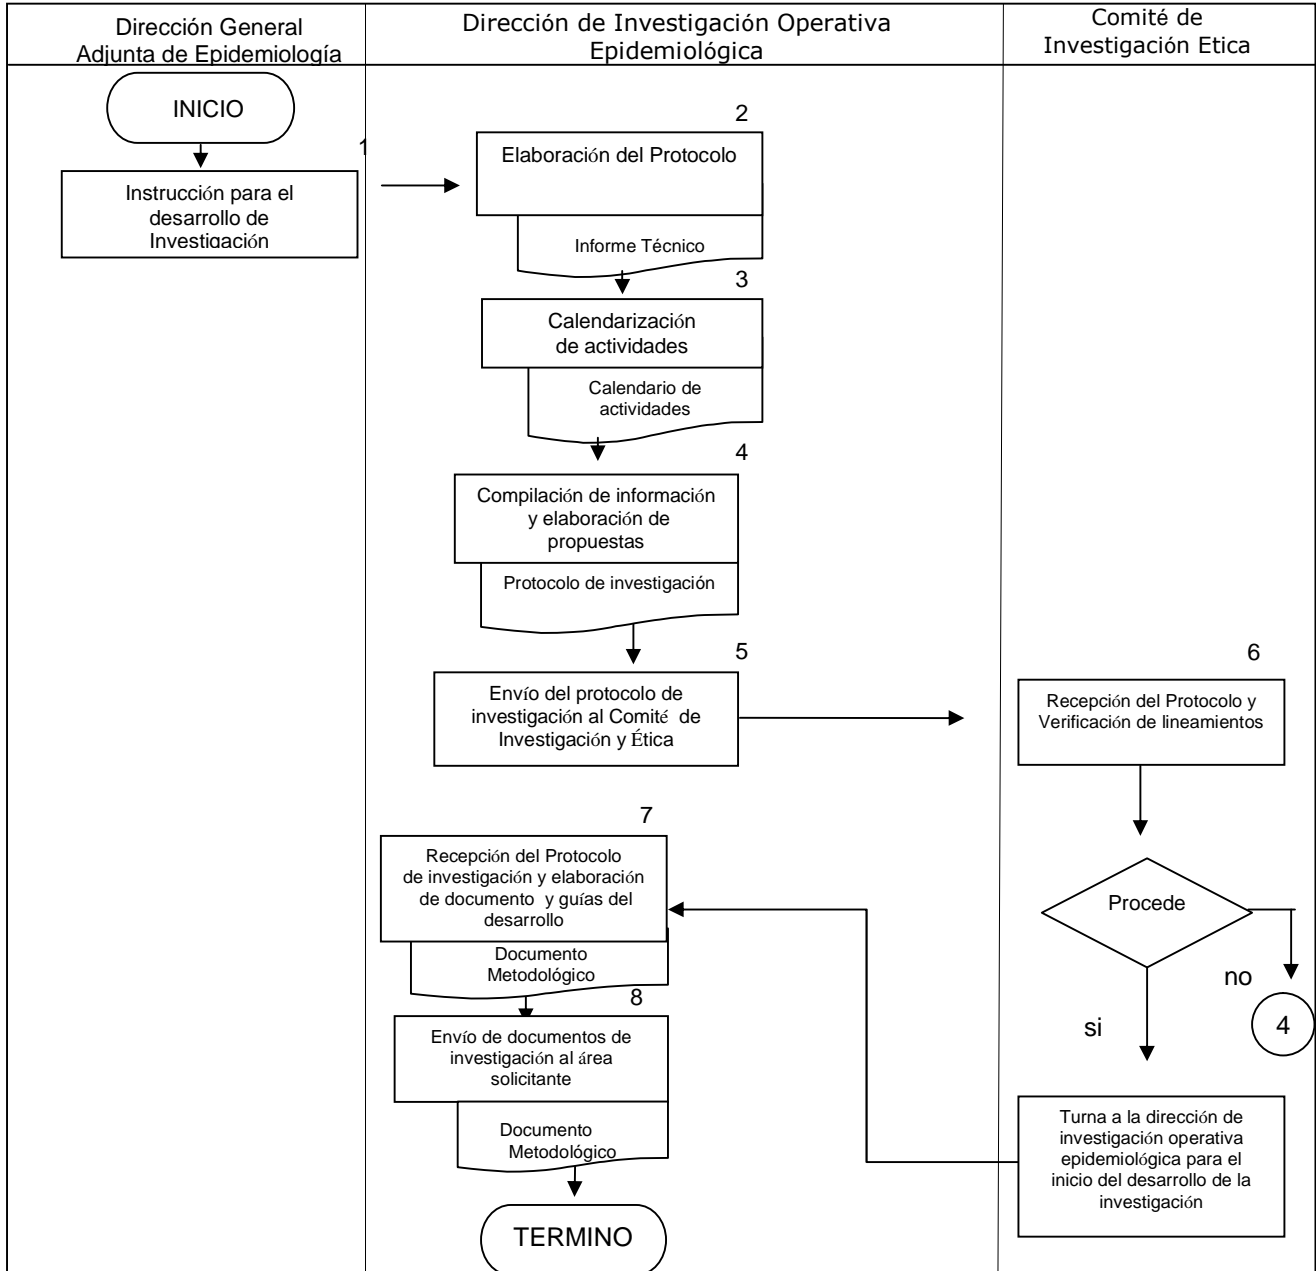 Dirección General
Adjunta de Epidemiología
Dirección de Investigación Operativa
Epidemiológica
Comité de
Investigación Etica
INICIO
1
Instrucción para el
desarrollo de
Investigación
2
Elaboración del Protocolo
Informe Técnico
3
Calendarización
de actividades
Calendario de
actividades
4
Compilación de información
y elaboración de
propuestas
Protocolo de investigación
5
Envío del protocolo de
investigación al Comité de
Investigación y Ética
6
Recepción del Protocolo y
Verificación de lineamientos
Procede
no
4
si
Turna a la dirección de
investigación operativa
epidemiológica para el
inicio del desarrollo de la
investigación
7
Recepción del Protocolo
de investigación y elaboración
de documento y guías del
desarrollo
Documento
Metodológico
8
Envío de documentos de
investigación al área
solicitante
Documento
Metodológico
TERMINO